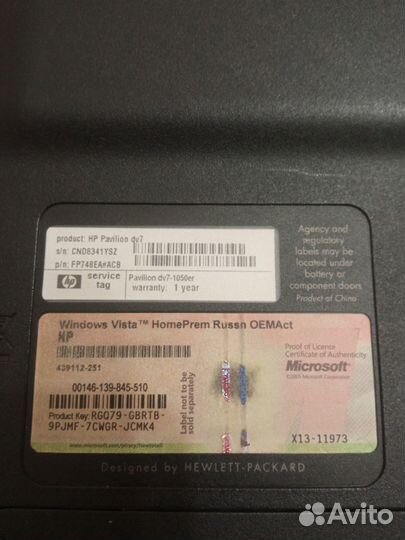 product: HP Pavilion dv7
s/n: CND8341YSZ
p/n: FP748EA#ACB
hp
service tag
Pavilion dv7-1050er
warranty: 1 year
Agency and
regulatory
labels may be
located under
battery or
component doors
Product of China
Windows Vista™ HomePrem Russn OEMAct
HP
439112-251
00146-139-845-510
Product Key: RGQ79-GBRTB-
9PJMF-7CWGR-JCMK4
Label not to be
sold separately
Proof of License
Certificate of Authenticity
Microsoft
X13-11973
Designed by HEWLETT-PACKARD
Avito